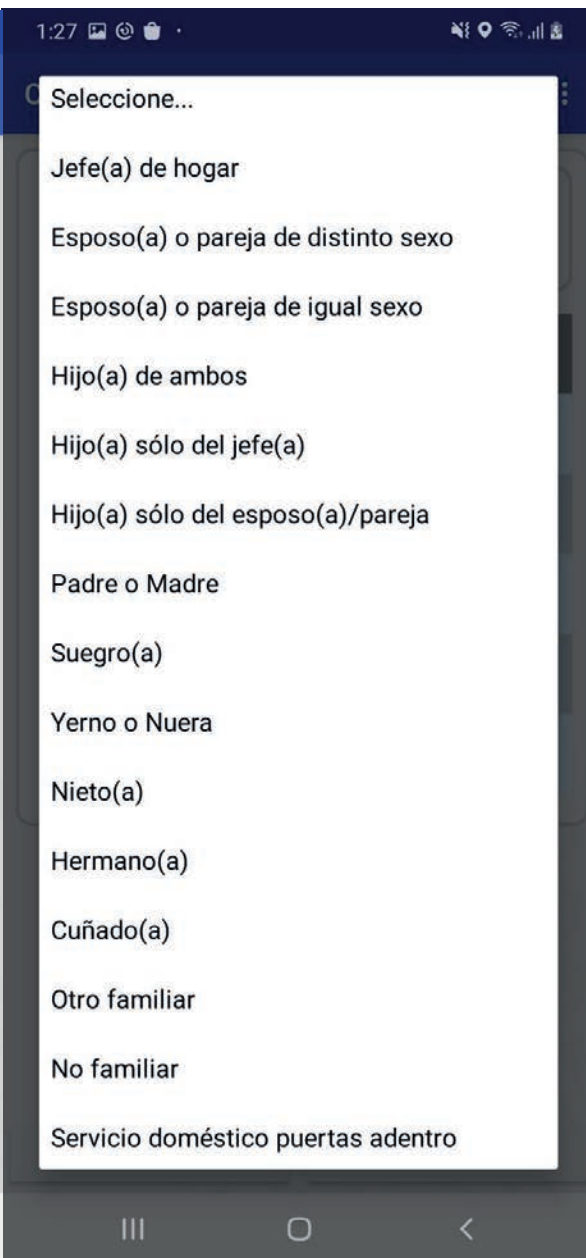 1:27
Seleccione...
Jefe(a) de hogar
Esposo(a) o pareja de distinto sexo
Esposo(a) o pareja de igual sexo
Hijo(a) de ambos
Hijo(a) sólo del jefe(a)
Hijo(a) sólo del esposo(a)/pareja
Padre o Madre
Suegro(a)
Yerno o Nuera
Nieto(a)
Hermano(a)
Cuñado(a)
Otro familiar
No familiar
Servicio doméstico puertas adentro